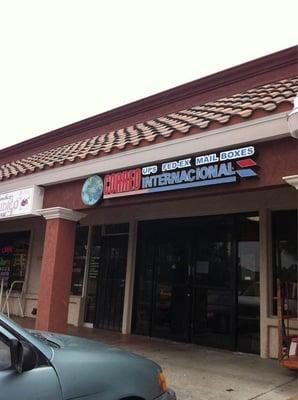 UPS FED-EX MAIL BOXES
CORREO INTERNACIONAL